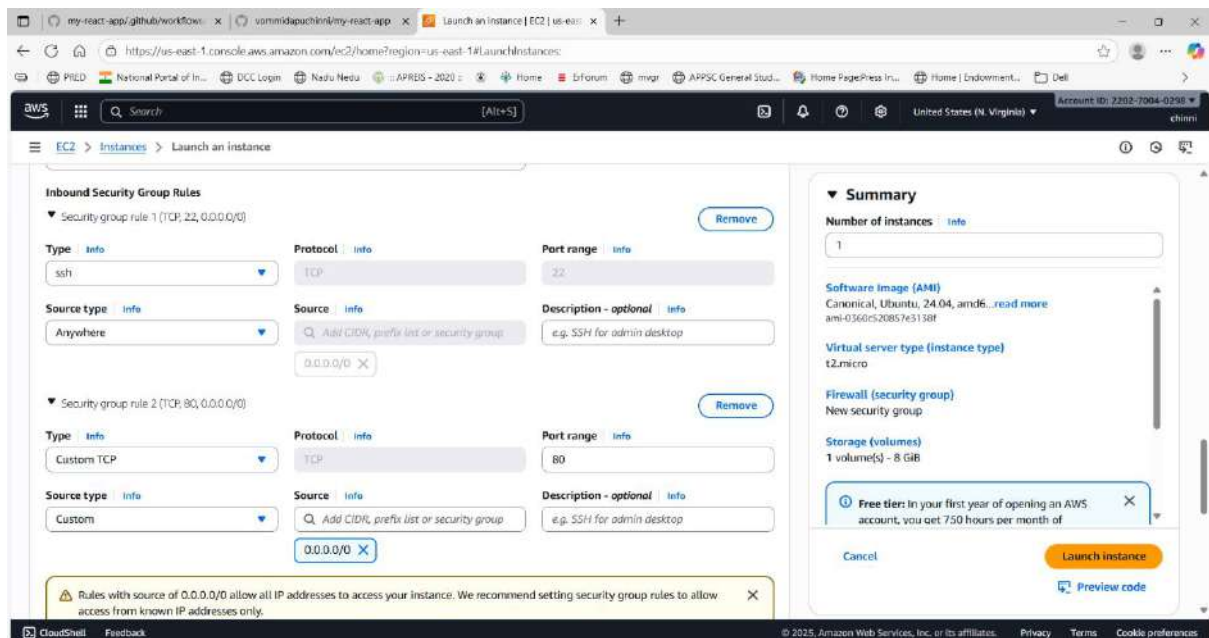 my-react-app/.github/workflows
vommidapuchinni/my-react-app
Launch an instance | EC2 | us-eas
https://us-east-1.console.aws.amazon.com/ec2/home?region=us-east-1#LaunchInstances:
PRED
National Portal of In...
DCC Login
Nadu Nedu
:: APREIS - 2020 ::
Home
bforum
mvgr
APPSC General Stud...
Home Page:Press In...
Home | Endowment...
Dell
aws
Search
[Alt+S]
United States (N. Virginia)
Account ID: 2202-7004-0298
chinni
EC2 > Instances > Launch an instance
Inbound Security Group Rules
Security group rule 1 (TCP, 22, 0.0.0.0/0)
Remove
Type Info
Protocol Info
Port range Info
ssh
TCP
22
Source type Info
Source Info
Description - optional Info
Anywhere
Add CIDR, prefix list or security group
e.g. SSH for admin desktop
0.0.0.0/0
Security group rule 2 (TCP, 80, 0.0.0.0/0)
Remove
Type Info
Protocol Info
Port range Info
Custom TCP
TCP
80
Source type Info
Source Info
Description - optional Info
Custom
Add CIDR, prefix list or security group
e.g. SSH for admin desktop
0.0.0.0/0
Rules with source of 0.0.0.0/0 allow all IP addresses to access your instance. We recommend setting security group rules to allow
access from known IP addresses only.
Summary
Number of instances Info
1
Software Image (AMI)
Canonical, Ubuntu, 24.04, amd6...read more
ami-0360c520857e3138f
Virtual server type (instance type)
t2.micro
Firewall (security group)
New security group
Storage (volumes)
1 volume(s) - 8 GiB
Free tier: In your first year of opening an AWS
account, you get 750 hours per month of
Cancel
Launch instance
Preview code
CloudShell
Feedback
© 2025, Amazon Web Services, Inc. or its affiliates.
Privacy
Terms
Cookie preferences